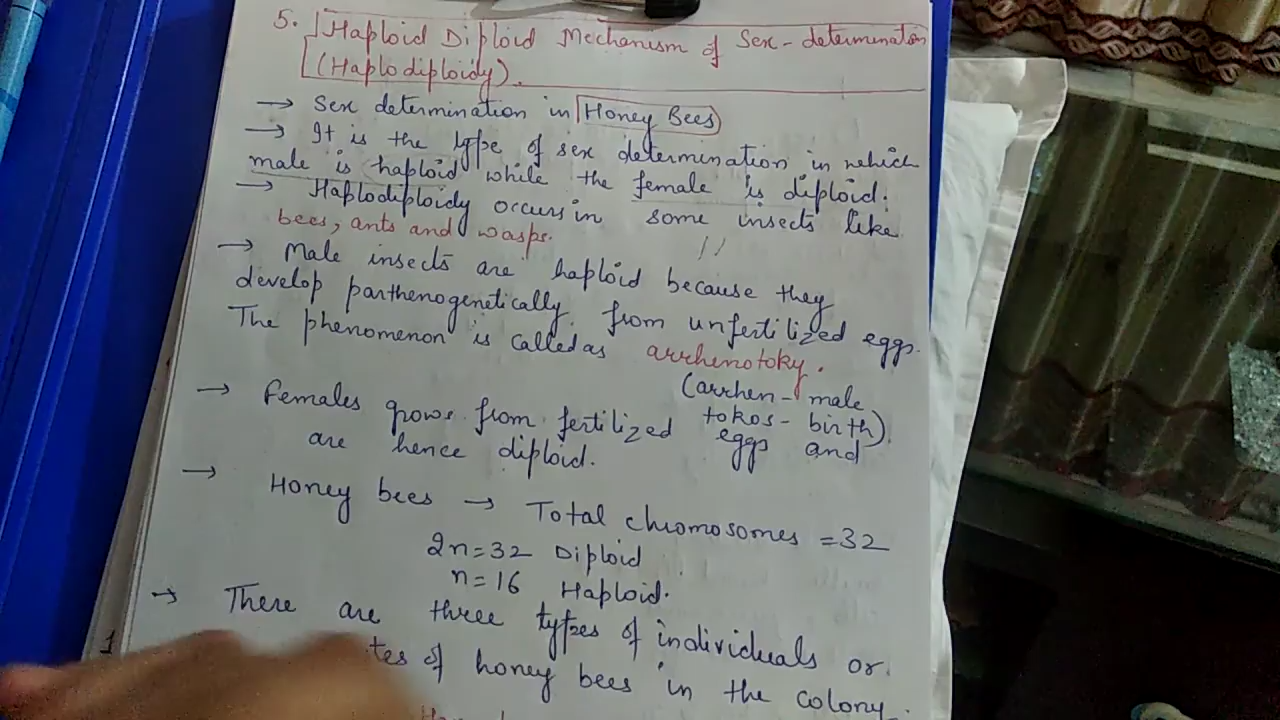 5. Haploid Diploid Mechanism of Sex-determination
(Haplodiploidy).
→ Sex determination in Honey Bees
→ It is the type of sex determination in which
male is haploid while the female is diploid.
→ Haplodiploidy occurs in some insects like
bees, ants and wasps.
→ Male insects are haploid because they
develop parthenogenetically from unfertilized eggs.
The phenomenon is called as arrhenotoky.
(arrhen - male
tokos - birth)
→ Females grows from fertilized eggs and
are hence diploid.
→ Honey bees → Total chromosomes = 32
2n = 32 Diploid
n = 16 Haploid.
→ There are three types of individuals or
tes of honey bees in the colony.